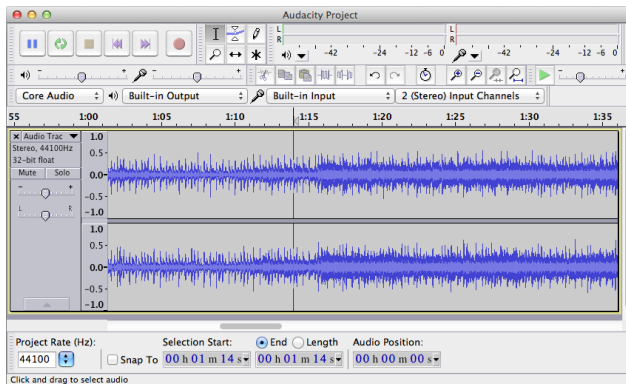 Audacity Project
L
R
-42 -24 -12 -6 0
L
R
-42 -24 -12 -6 0
Core Audio Built-in Output Built-in Input 2 (Stereo) Input Channels
55 1:00 1:05 1:10 1:15 1:20 1:25 1:30 1:35
Audio Trac
Stereo, 44100Hz
32-bit float
Mute Solo
- +
L R
1.0
0.5-
0.0-
-0.5-
-1.0
1.0
0.5-
0.0-
-0.5-
-1.0
Project Rate (Hz): Selection Start: End Length Audio Position:
44100 Snap To 00 h 01 m 14 s 00 h 01 m 14 s 00 h 00 m 00 s
Click and drag to select audio